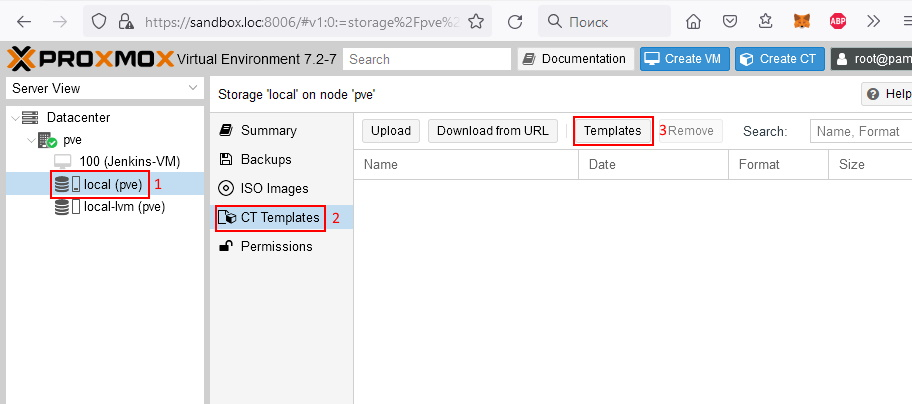 https://sandbox.loc:8006/#v1:0:=storage%2Fpve%2
Поиск
ABP
PROXMOX Virtual Environment 7.2-7
Search
Documentation
Create VM
Create CT
root@pam
Server View
Storage 'local' on node 'pve'
Help
Datacenter
pve
100 (Jenkins-VM)
local (pve) 1
local-lvm (pve)
Summary
Backups
ISO Images
CT Templates 2
Permissions
Upload
Download from URL
Templates 3
Remove
Search:
Name, Format
Name
Date
Format
Size